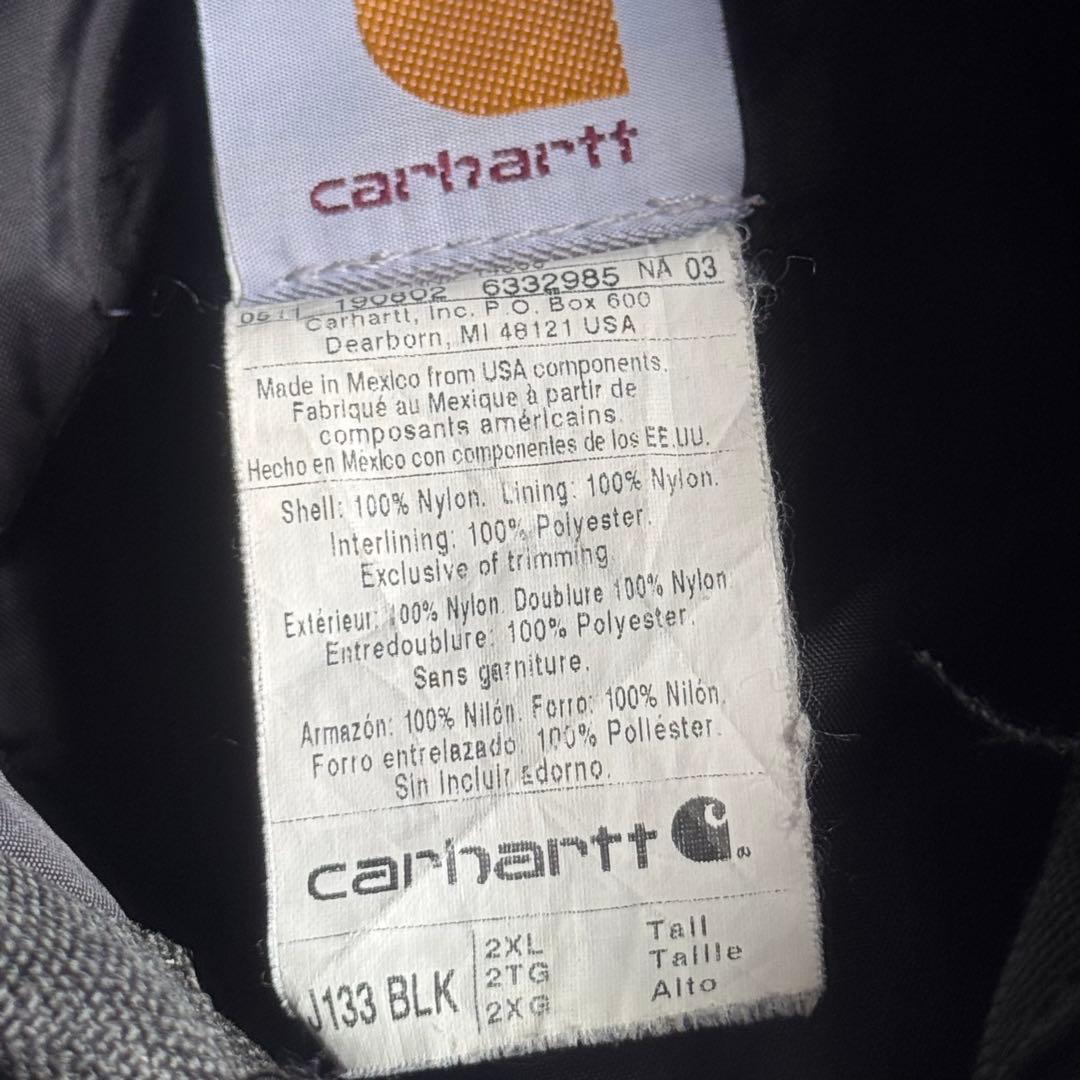 carhartt
6332985 NA 03
Carhartt, Inc. P.O. Box 600
Dearborn, MI 48121 USA
Made in Mexico from USA components.
Fabriqué au Mexique à partir de
composants américains.
Hecho en México con componentes de los EE.UU.
Shell: 100% Nylon. Lining: 100% Nylon.
Interlining: 100% Polyester.
Exclusive of trimming.
Extérieur: 100% Nylon. Doublure 100% Nylon.
Entredoublure: 100% Polyester.
Sans garniture.
Armazón: 100% Nilón. Forro: 100% Nilón.
Forro entrelazado 100% Poliéster.
Sin Incluir Adorno.
carhartt
J133 BLK
2XL Tall
2TG Taille
2XG Alto